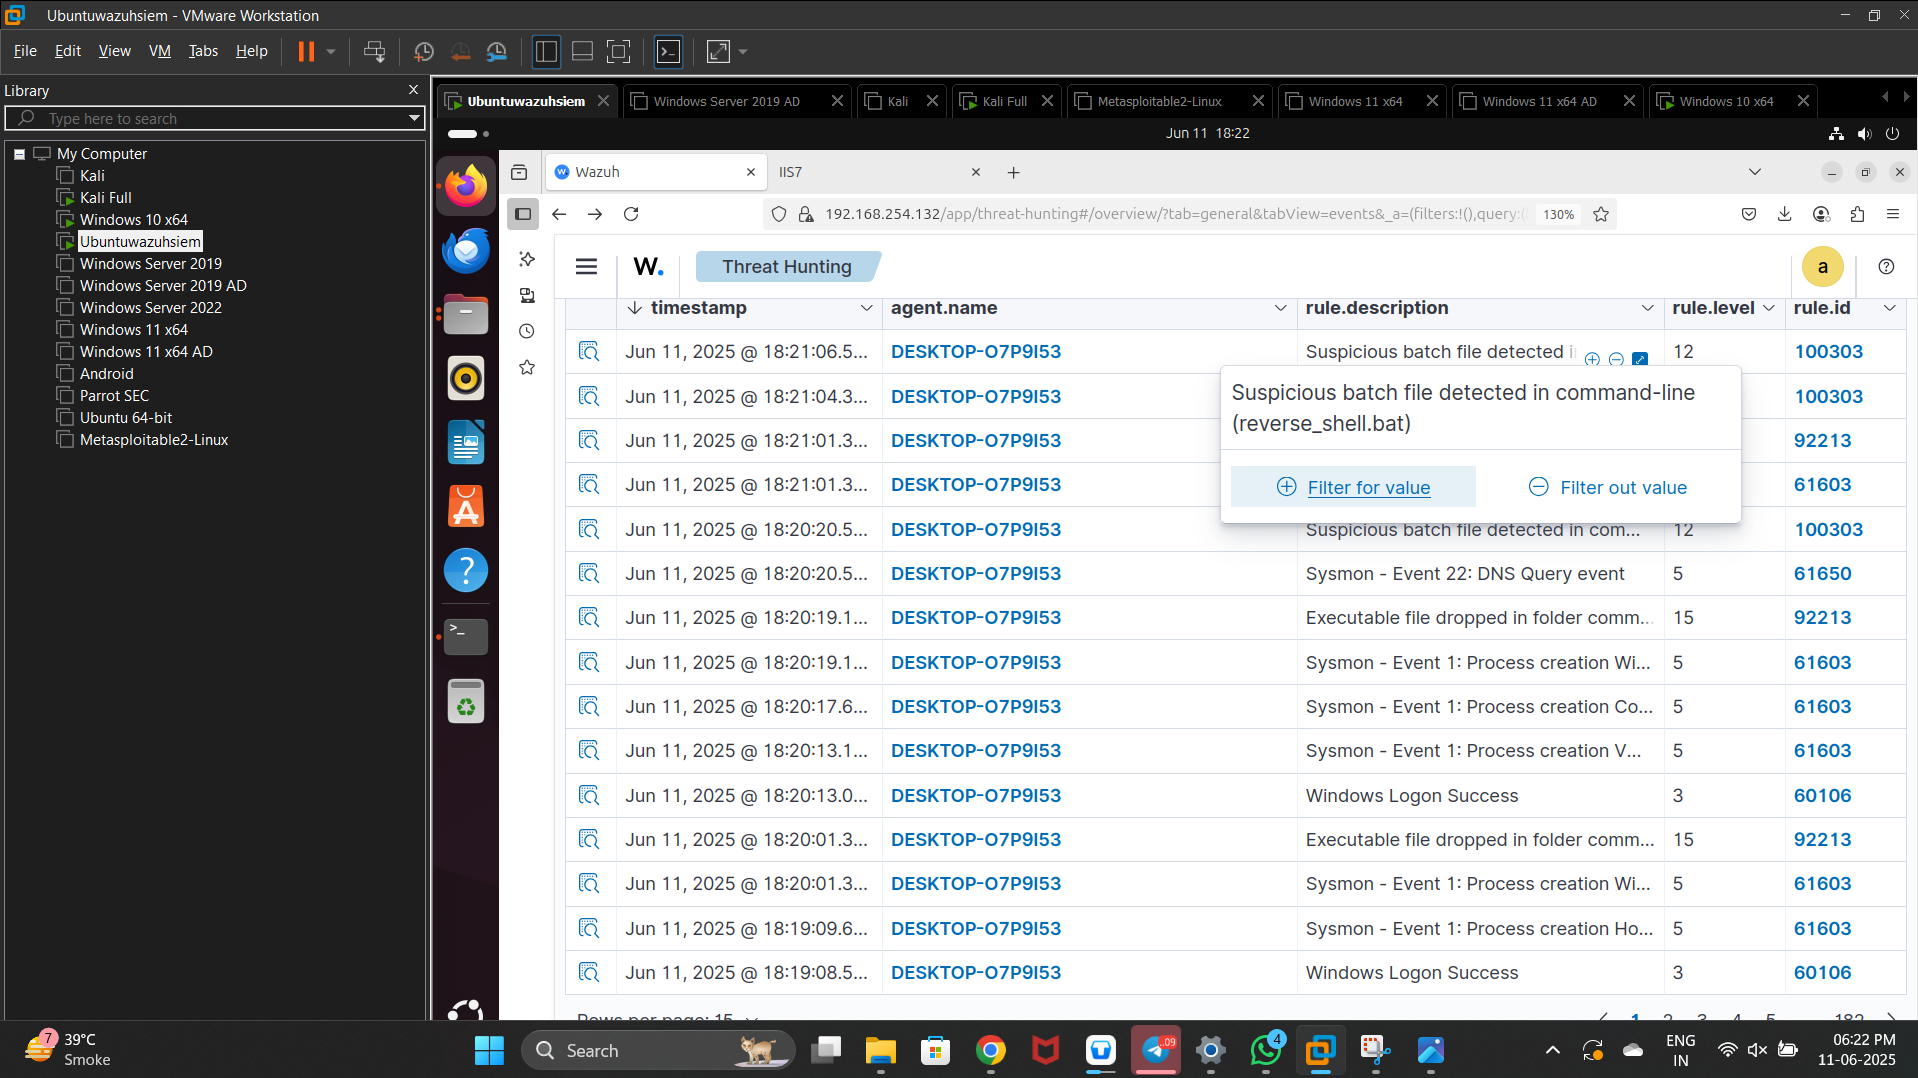 Ubuntuwazuhsiem - VMware Workstation
File Edit View VM Tabs Help
Library
Type here to search
My Computer
Kali
Kali Full
Windows 10 x64
Ubuntuwazuhsiem
Windows Server 2019
Windows Server 2019 AD
Windows Server 2022
Windows 11 x64
Windows 11 x64 AD
Android
Parrot SEC
Ubuntu 64-bit
Metasploitable2-Linux
Ubuntuwazuhsiem Windows Server 2019 AD Kali Kali Full Metasploitable2-Linux Windows 11 x64 Windows 11 x64 AD Windows 10 x64
Jun 11 18:22
Wazuh IIS7
192.168.254.132/app/threat-hunting#/overview/?tab=general&tabView=events&_a=(filters:!(),query:( 130%
W. Threat Hunting a
timestamp agent.name rule.description rule.level rule.id
Jun 11, 2025 @ 18:21:06.5... DESKTOP-O7P9I53 Suspicious batch file detected i 12 100303
Jun 11, 2025 @ 18:21:04.3... DESKTOP-O7P9I53 100303
Jun 11, 2025 @ 18:21:01.3... DESKTOP-O7P9I53 92213
Jun 11, 2025 @ 18:21:01.3... DESKTOP-O7P9I53 61603
Suspicious batch file detected in command-line
(reverse_shell.bat)
Filter for value Filter out value
Jun 11, 2025 @ 18:20:20.5... DESKTOP-O7P9I53 Suspicious batch file detected in com... 12 100303
Jun 11, 2025 @ 18:20:20.5... DESKTOP-O7P9I53 Sysmon - Event 22: DNS Query event 5 61650
Jun 11, 2025 @ 18:20:19.1... DESKTOP-O7P9I53 Executable file dropped in folder comm... 15 92213
Jun 11, 2025 @ 18:20:19.1... DESKTOP-O7P9I53 Sysmon - Event 1: Process creation Wi... 5 61603
Jun 11, 2025 @ 18:20:17.6... DESKTOP-O7P9I53 Sysmon - Event 1: Process creation Co... 5 61603
Jun 11, 2025 @ 18:20:13.1... DESKTOP-O7P9I53 Sysmon - Event 1: Process creation V... 5 61603
Jun 11, 2025 @ 18:20:13.0... DESKTOP-O7P9I53 Windows Logon Success 3 60106
Jun 11, 2025 @ 18:20:01.3... DESKTOP-O7P9I53 Executable file dropped in folder comm... 15 92213
Jun 11, 2025 @ 18:20:01.3... DESKTOP-O7P9I53 Sysmon - Event 1: Process creation Wi... 5 61603
Jun 11, 2025 @ 18:19:09.6... DESKTOP-O7P9I53 Sysmon - Event 1: Process creation Ho... 5 61603
Jun 11, 2025 @ 18:19:08.5... DESKTOP-O7P9I53 Windows Logon Success 3 60106
Rows per page: 15 1 2 3 4 5 ... 182
7 39°C
Smoke
Search
.09
4
ENG
IN
06:22 PM
11-06-2025